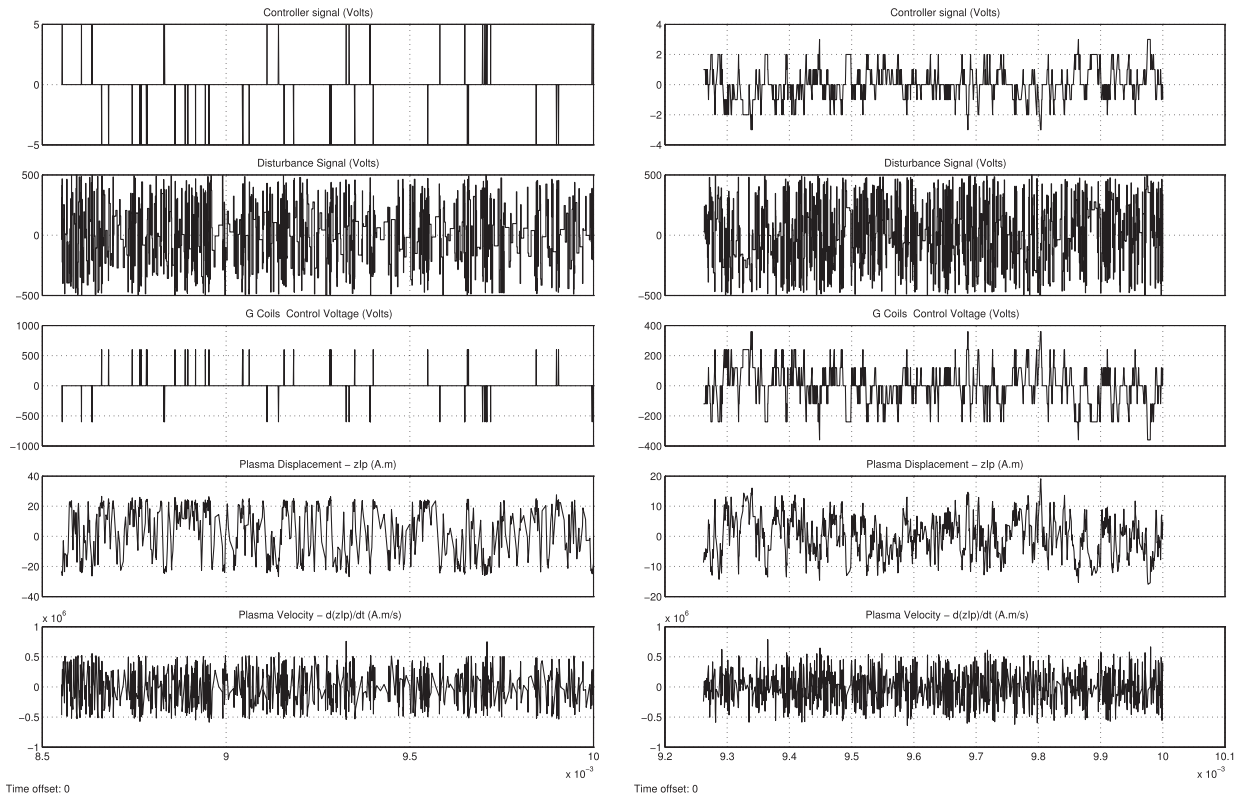 Controller signal (Volts)
5
0
−5
Disturbance Signal (Volts)
500
0
−500
G Coils Control Voltage (Volts)
1000
500
0
−500
−1000
Plasma Displacement − zIp (A.m)
40
20
0
−20
−40
x 10⁶
Plasma Velocity − d(zIp)/dt (A.m/s)
1
0.5
0
−0.5
−1
8.5 9 9.5 10
x 10⁻³
Time offset: 0
Controller signal (Volts)
4
2
0
−2
−4
Disturbance Signal (Volts)
500
0
−500
G Coils Control Voltage (Volts)
400
200
0
−200
−400
Plasma Displacement − zIp (A.m)
20
10
0
−10
−20
x 10⁶
Plasma Velocity − d(zIp)/dt (A.m/s)
1
0.5
0
−0.5
−1
9.2 9.3 9.4 9.5 9.6 9.7 9.8 9.9 10 10.1
x 10⁻³
Time offset: 0